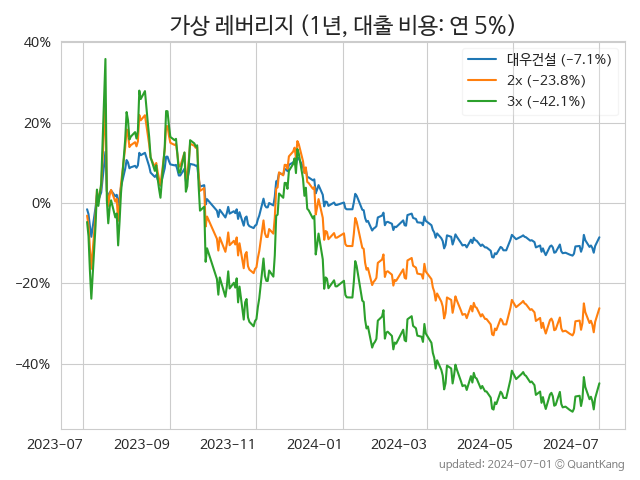 가상 레버리지 (1년, 대출 비용: 연 5%)
대우건설 (−7.1%)
2x (−23.8%)
3x (−42.1%)
40%
20%
0%
−20%
−40%
2023-07 2023-09 2023-11 2024-01 2024-03 2024-05 2024-07
updated: 2024-07-01 © QuantKang